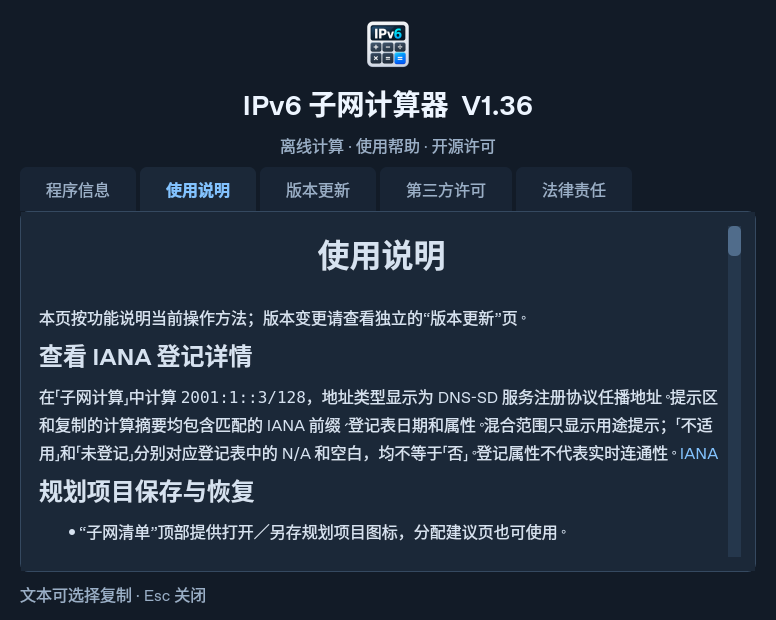 IPv6
IPv6 子网计算器 V1.36
离线计算 · 使用帮助 · 开源许可
程序信息 使用说明 版本更新 第三方许可 法律责任
使用说明
本页按功能说明当前操作方法；版本变更请查看独立的“版本更新”页。
查看 IANA 登记详情
在「子网计算」中计算 2001:1::3/128，地址类型显示为 DNS-SD 服务注册协议任播地址。提示区
和复制的计算摘要均包含匹配的 IANA 前缀、登记表日期和属性。混合范围只显示用途提示；「不适
用」和「未登记」分别对应登记表中的 N/A 和空白，均不等于「否」。登记属性不代表实时连通性。IANA
规划项目保存与恢复
• “子网清单”顶部提供打开／另存规划项目图标，分配建议页也可使用。
文本可选择复制 · Esc 关闭